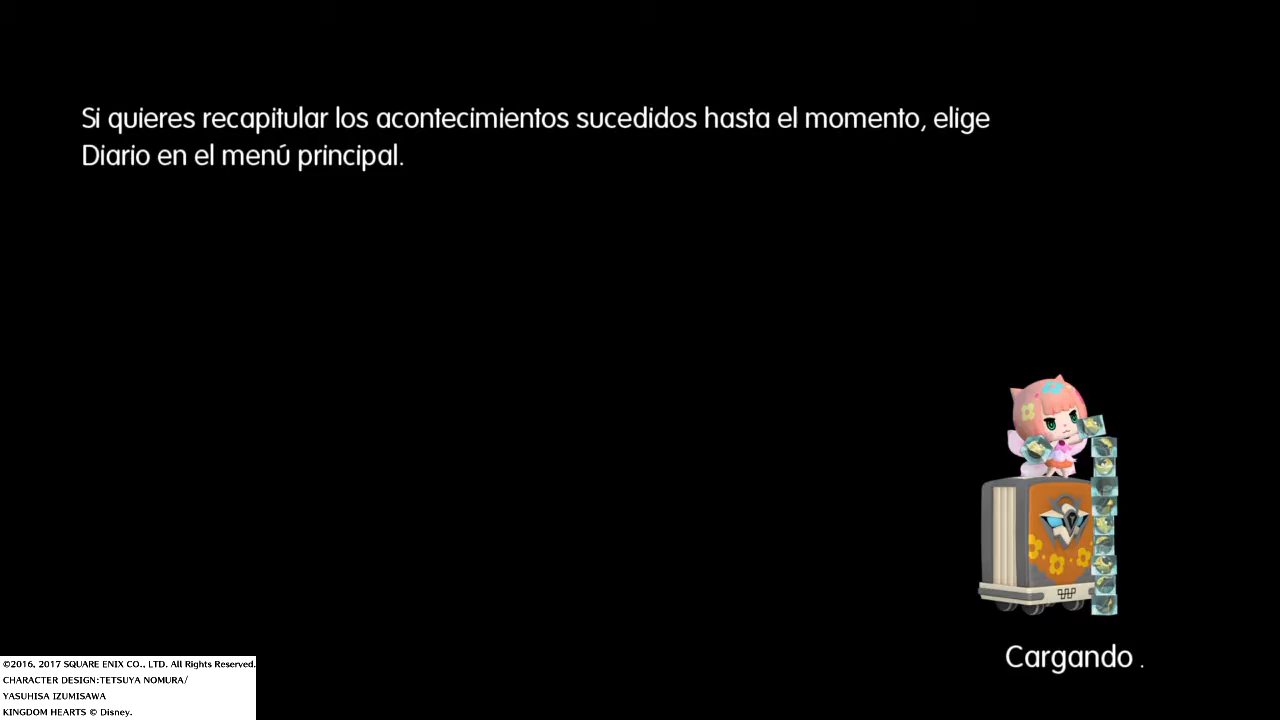 Si quieres recapitular los acontecimientos sucedidos hasta el momento, elige
Diario en el menú principal.
Cargando .
©2016, 2017 SQUARE ENIX CO., LTD. All Rights Reserved.
CHARACTER DESIGN:TETSUYA NOMURA/
YASUHISA IZUMISAWA
KINGDOM HEARTS © Disney.